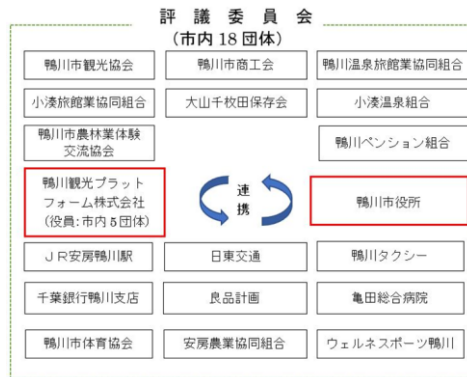 評議委員会
(市内18団体)
鴨川市観光協会
鴨川市商工会
鴨川温泉旅館業協同組合
小湊旅館業協同組合
大山千枚田保存会
小湊温泉組合
鴨川市農林業体験
交流協会
鴨川ペンション組合
鴨川観光プラット
フォーム株式会社
(役員:市内5団体)
連
携
鴨川市役所
JR安房鴨川駅
日東交通
鴨川タクシー
千葉銀行鴨川支店
良品計画
亀田総合病院
鴨川市体育協会
安房農業協同組合
ウェルネスポーツ鴨川